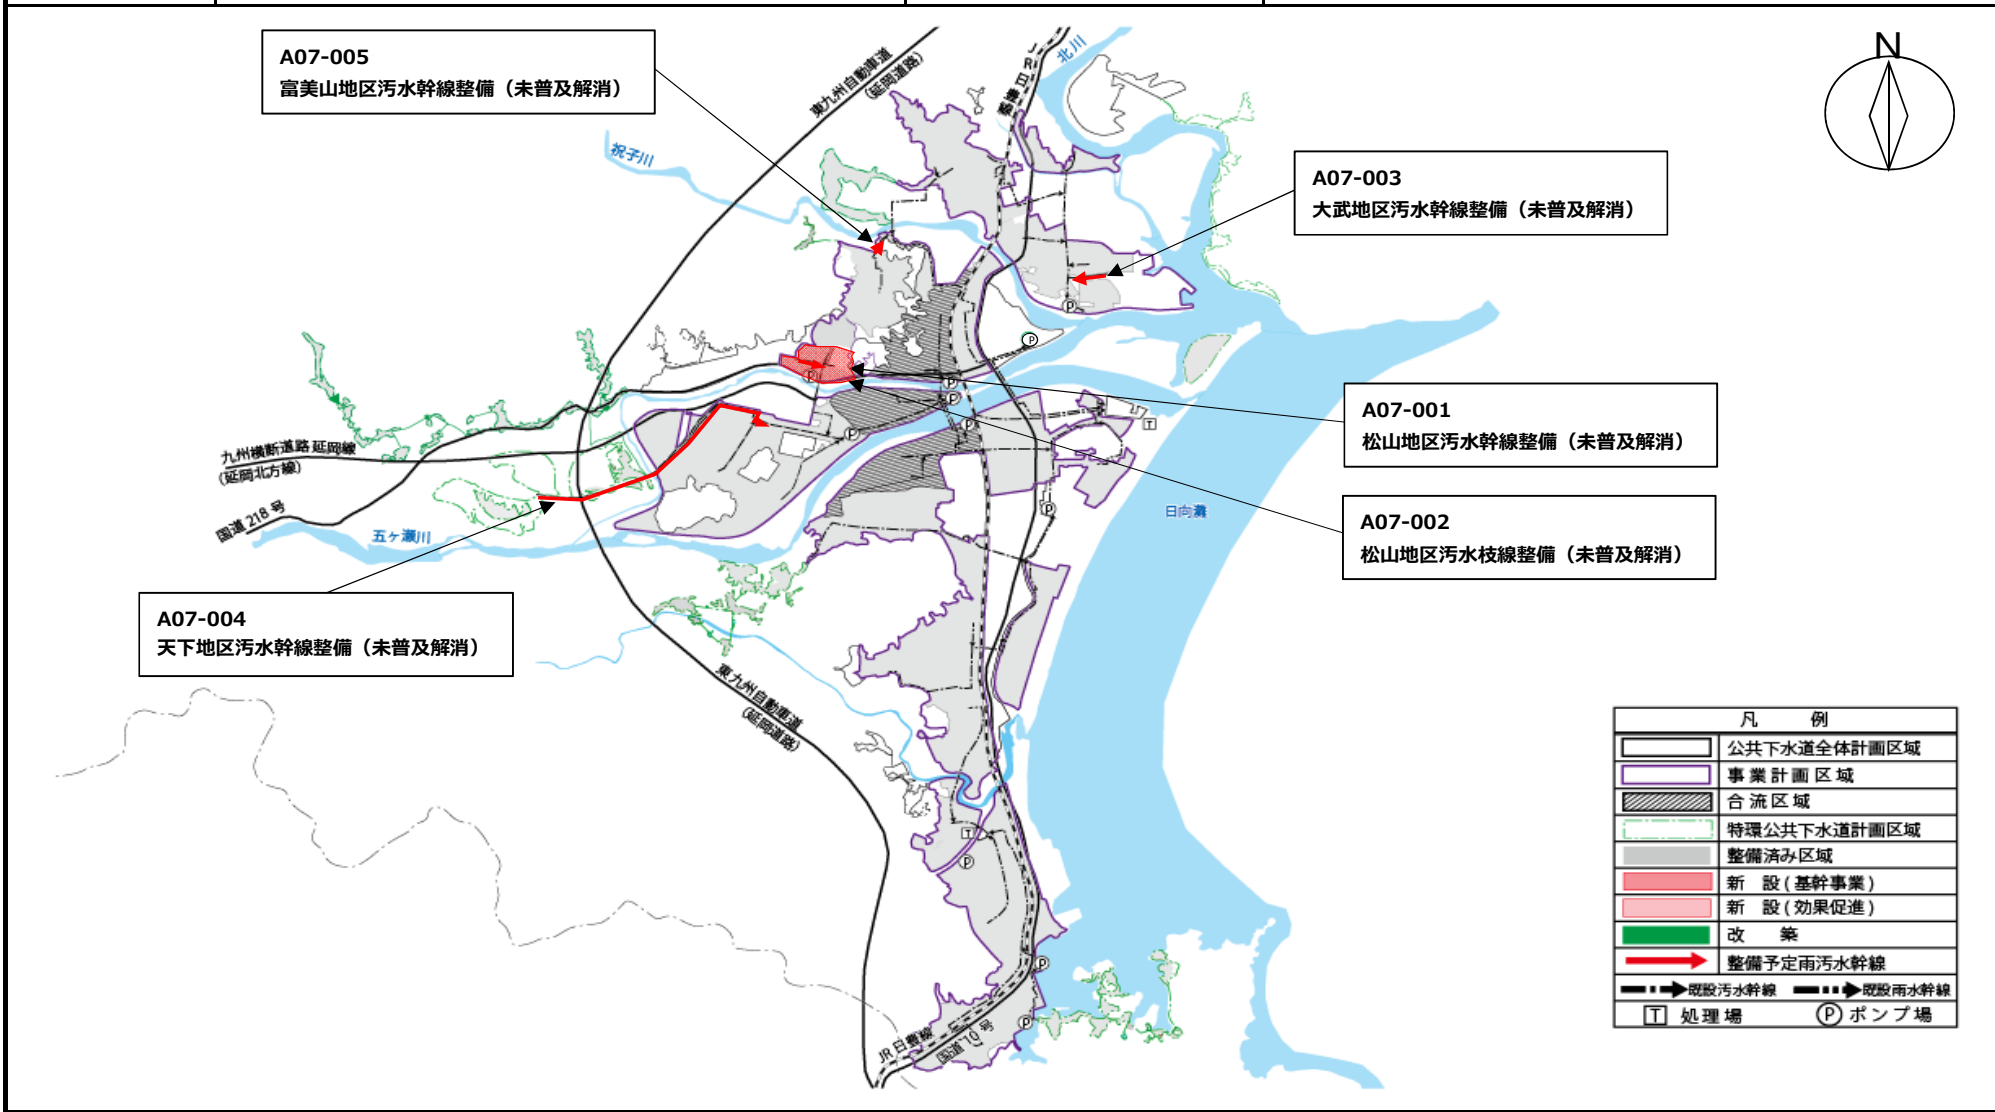 A07-005
富美山地区汚水幹線整備（未普及解消）
東九州自動車道
(延岡道路)
JR日豊線
北川
N
祝子川
A07-003
大武地区汚水幹線整備（未普及解消）
P
P
P
P
P
P
P
T
A07-001
松山地区汚水幹線整備（未普及解消）
九州横断道路延岡線
(延岡北方線)
国道218号
五ヶ瀬川
P
日向灘
A07-002
松山地区汚水枝線整備（未普及解消）
A07-004
天下地区汚水幹線整備（未普及解消）
東九州自動車道
(延岡道路)
T
P
P
P
JR日豊線
国道10号
凡　例
公共下水道全体計画区域
事業計画区域
合流区域
特環公共下水道計画区域
整備済み区域
新　設(基幹事業)
新　設(効果促進)
改　築
整備予定雨汚水幹線
既設汚水幹線 既設雨水幹線
T 処理場 P ポンプ場